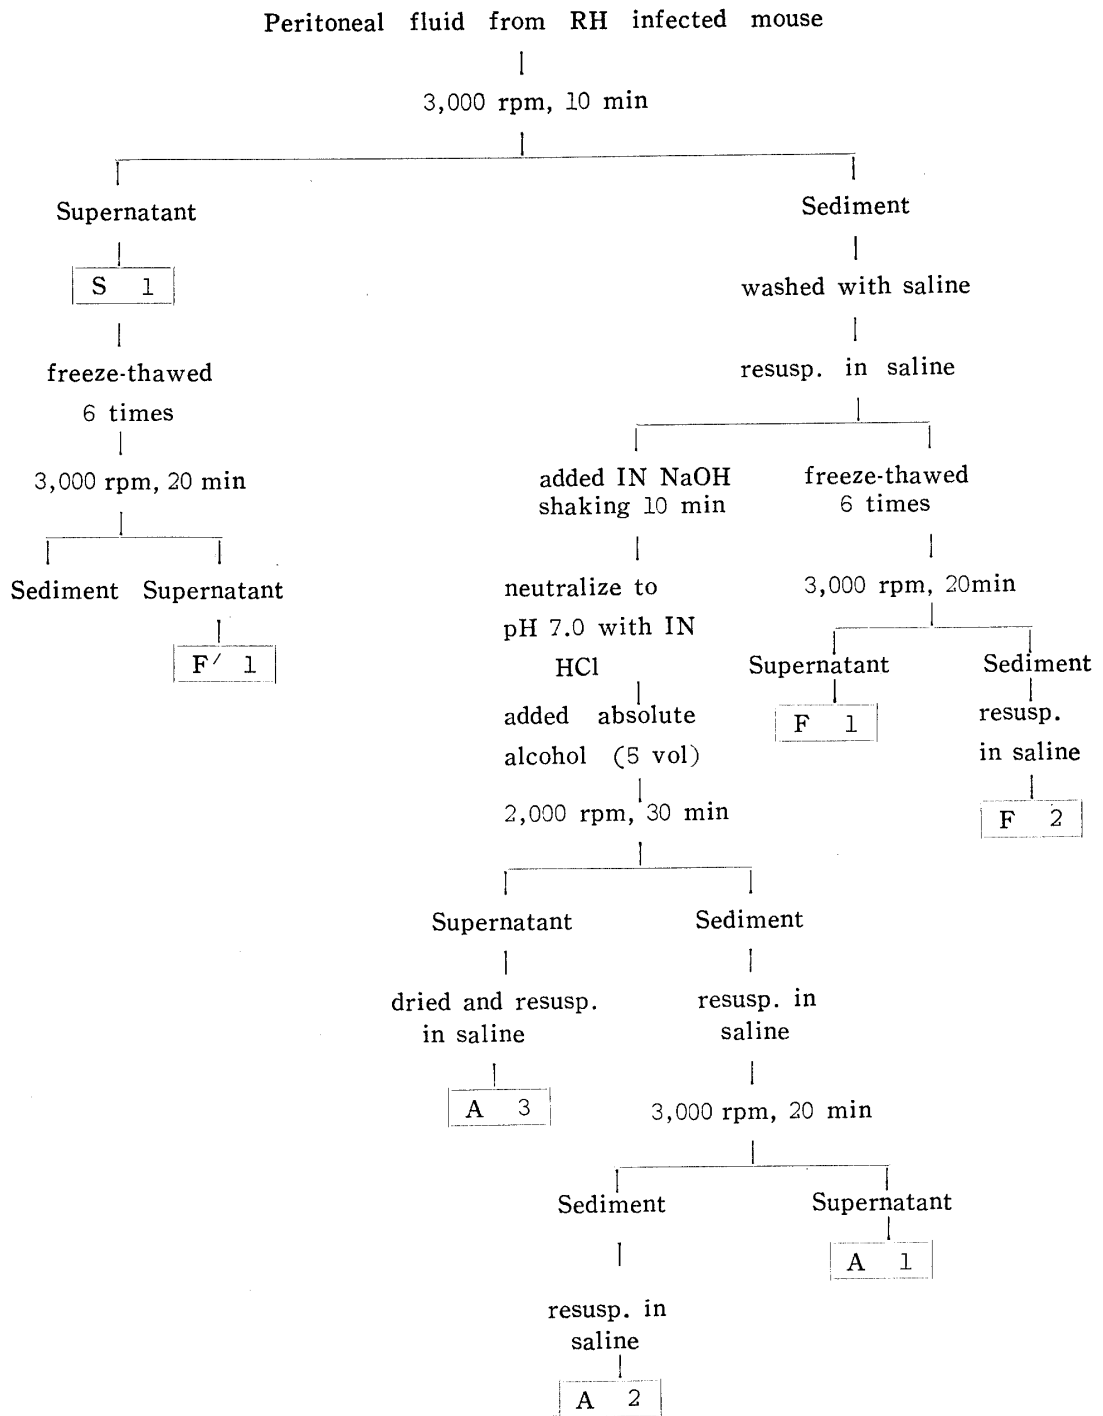 Peritoneal fluid from RH infected mouse
3,000 rpm, 10 min
Supernatant
S 1
freeze-thawed
6 times
3,000 rpm, 20 min
Sediment
Supernatant
F′ 1
Sediment
washed with saline
resusp. in saline
added IN NaOH
shaking 10 min
neutralize to
pH 7.0 with IN
HCl
added absolute
alcohol (5 vol)
2,000 rpm, 30 min
Supernatant
dried and resusp.
in saline
A 3
Sediment
resusp. in
saline
3,000 rpm, 20 min
Sediment
resusp. in
saline
A 2
Supernatant
A 1
freeze-thawed
6 times
3,000 rpm, 20min
Supernatant
F 1
Sediment
resusp.
in saline
F 2